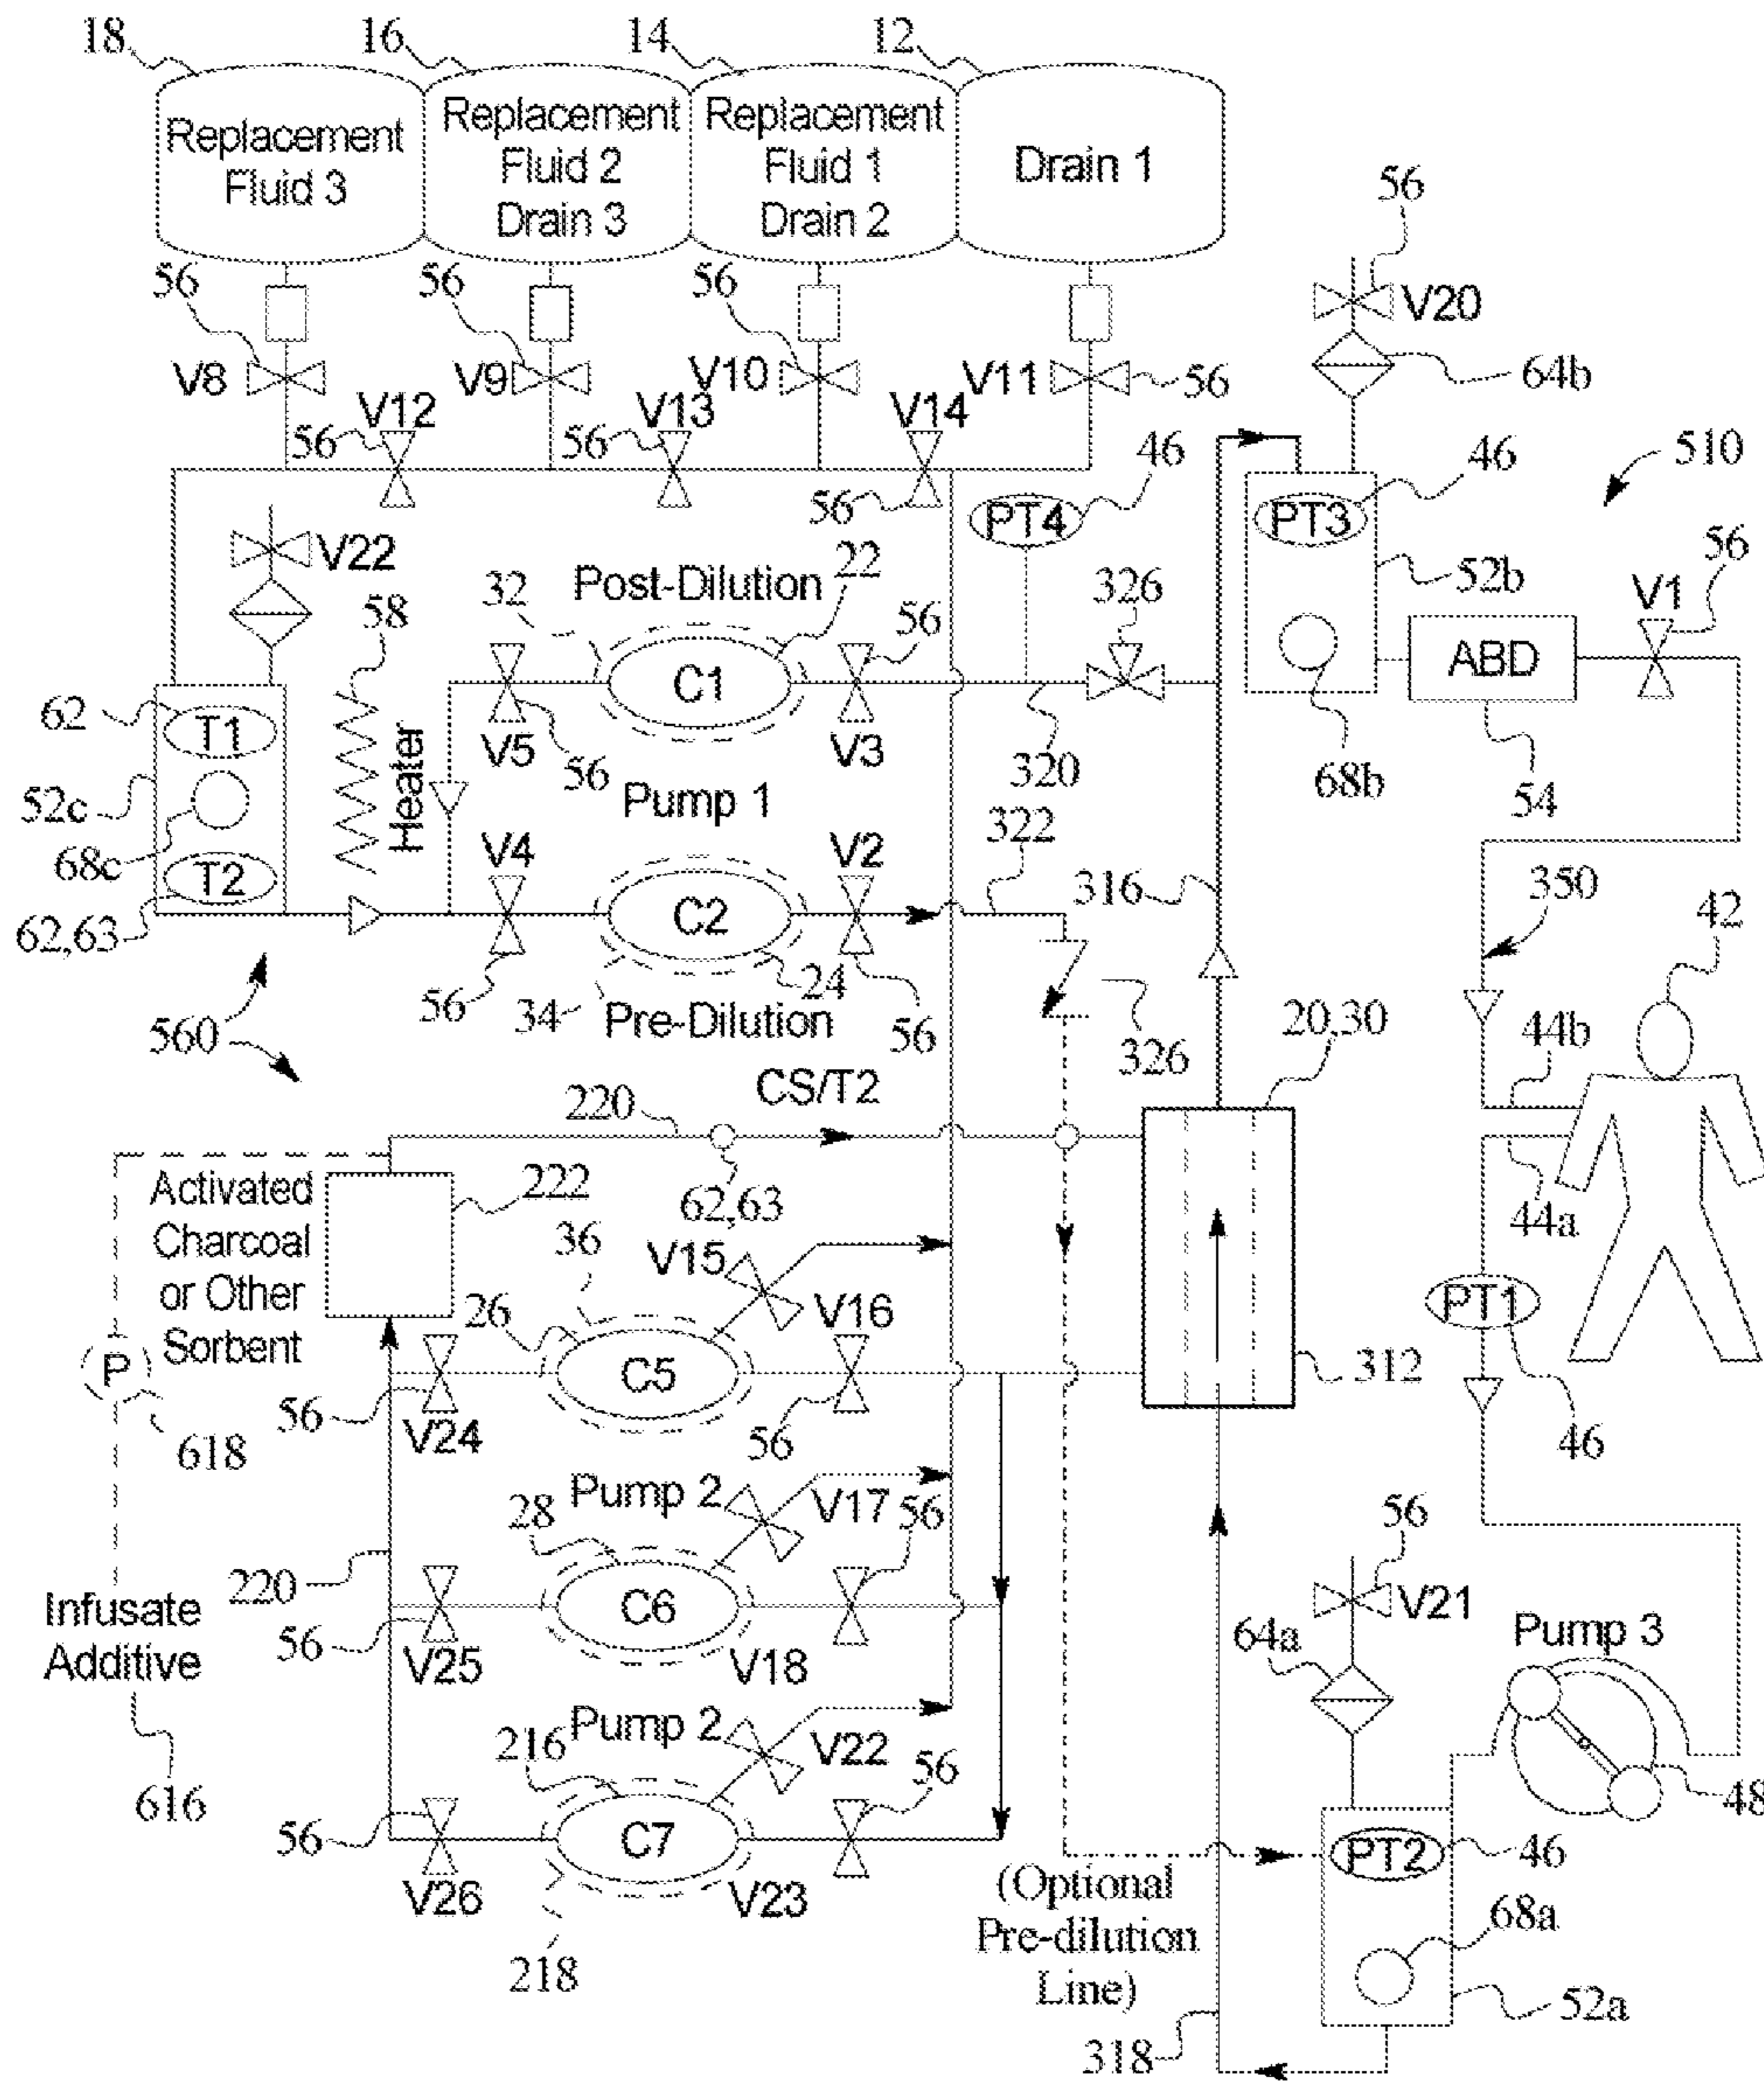 18
16
14
12
Replacement
Fluid 3
Replacement
Fluid 2
Drain 3
Replacement
Fluid 1
Drain 2
Drain 1
56
56
56
56
V20
V8
V9
V10
V11
56
64b
V12
V13
V14
56
56
46
46
510
56
PT4
PT3
V22
32
Post-Dilution
22
56
52b
56
58
326
V1
62
T1
C1
ABD
V5
56
V3
320
68b
54
52c
Heater
Pump 1
322
68c
V4
V2
T2
C2
316
350
42
62,63
56
34
24
Pre-Dilution
56
20,30
44b
560
326
CS/T2
220
Activated
Charcoal
or Other
Sorbent
222
62,63
44a
36
V15
26
V16
PT1
P
C5
312
56
V24
56
46
618
Pump 2
28
V17
56
56
220
C6
V21
Infusate
Additive
64a
Pump 3
56
V25
V18
Pump 2
216
V22
56
616
48
56
C7
PT2
46
V26
V23
(Optional
Pre-dilution
Line)
68a
218
52a
318